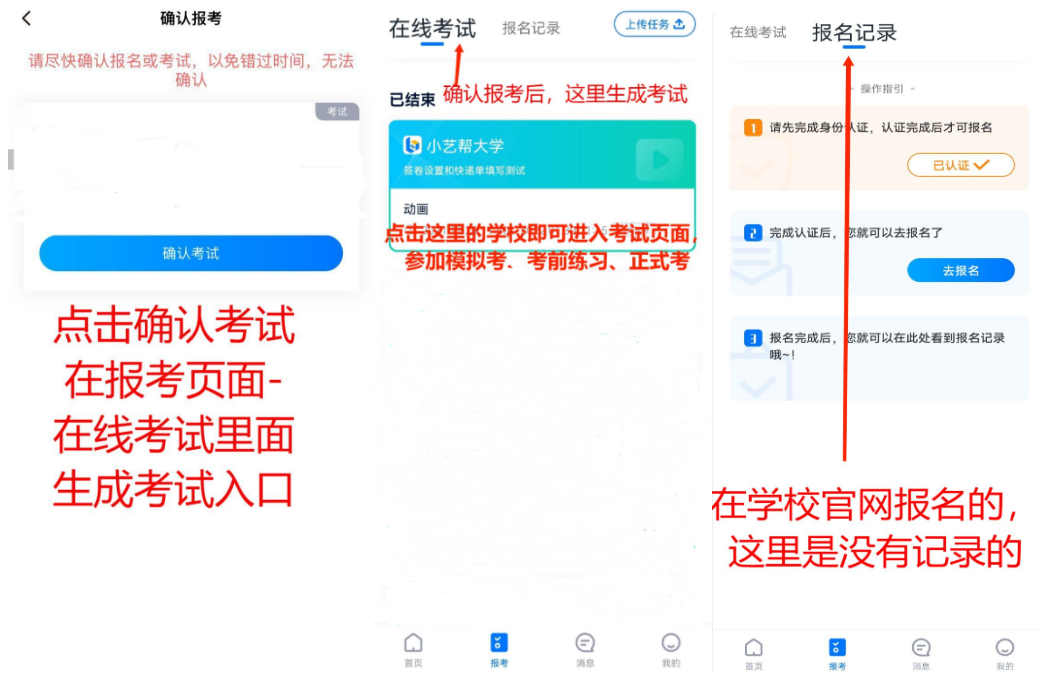 确认报考
请尽快确认报名或考试，以免错过时间，无法
确认
考试
确认考试
点击确认考试
在报考页面-
在线考试里面
生成考试入口
在线考试
报名记录
上传任务
已结束
确认报考后，这里生成考试
小艺帮大学
答卷设置和快递单填写测试
动画
点击这里的学校即可进入考试页面，
参加模拟考、考前练习、正式考
首页
报考
消息
我的
在线考试
报名记录
操作指引 -
1 请先完成身份认证，认证完成后才可报名
已认证
2 完成认证后，您就可以去报名了
去报名
3 报名完成后，您就可以在此处看到报名记录
哦~！
在学校官网报名的，
这里是没有记录的
首页
报考
消息
我的